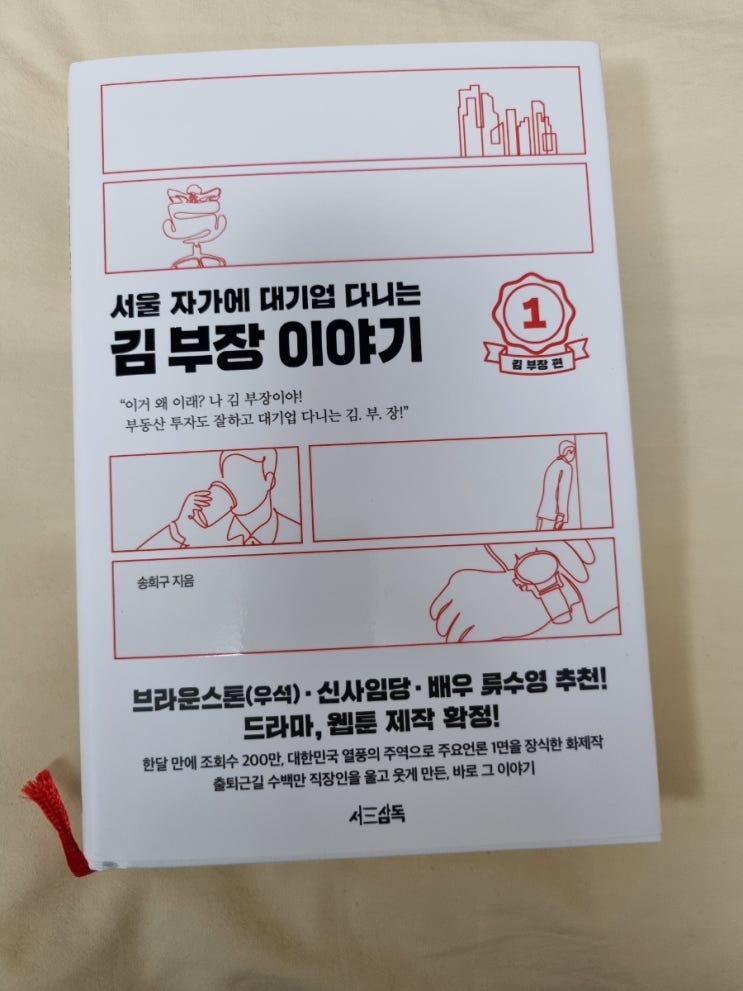 서울 자가에 대기업 다니는
김 부장 이야기
1
김 부장 편
“이거 왜 이래? 나 김 부장이야!
부동산 투자도 잘하고 대기업 다니는 김. 부. 장!”
송희구 지음
브라운스톤(우석)·신사임당·배우 류수영 추천!
드라마, 웹툰 제작 확정!
한달 만에 조회수 200만, 대한민국 열풍의 주역으로 주요언론 1면을 장식한 화제작
출퇴근길 수백만 직장인을 울고 웃게 만든, 바로 그 이야기
서삼독